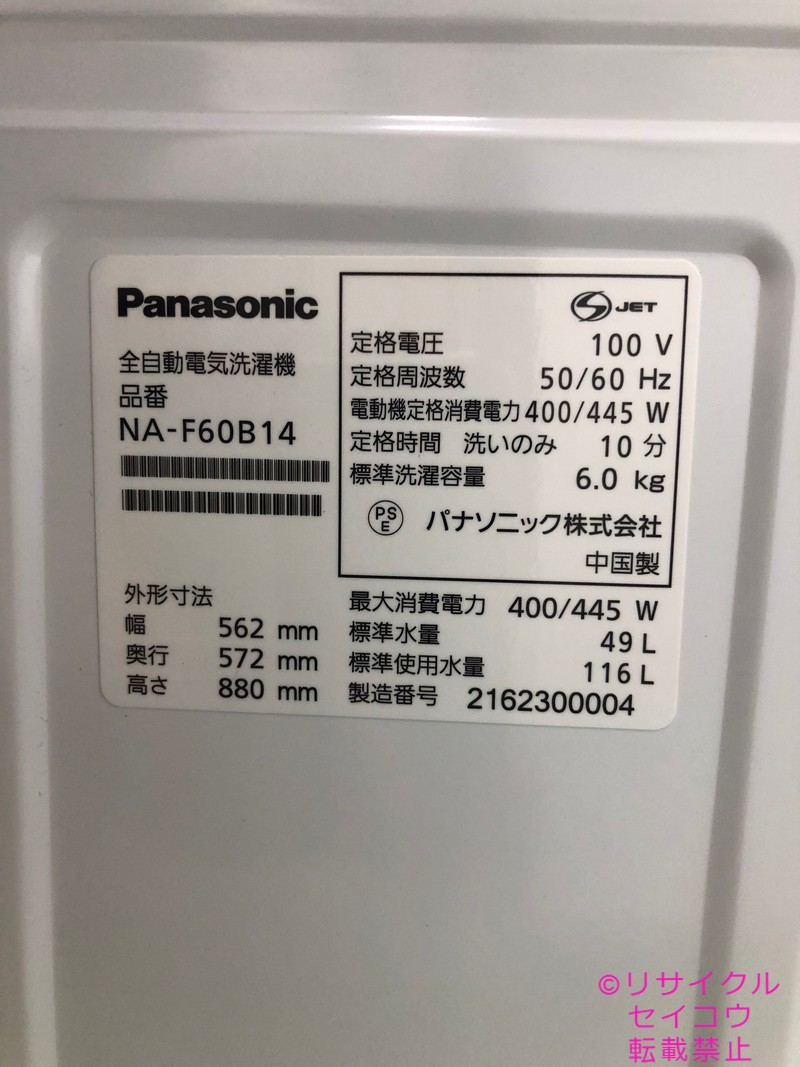 Panasonic
全自動電気洗濯機
品番
NA-F60B14
外形寸法
幅 562 mm
奥行 572 mm
高さ 880 mm
JET
定格電圧 100 V
定格周波数 50/60 Hz
電動機定格消費電力 400/445 W
定格時間 洗いのみ 10 分
標準洗濯容量 6.0 kg
PS
E
パナソニック株式会社
中国製
最大消費電力 400/445 W
標準水量 49 L
標準使用水量 116 L
製造番号 2162300004
©リサイクル
セイコウ
転載禁止